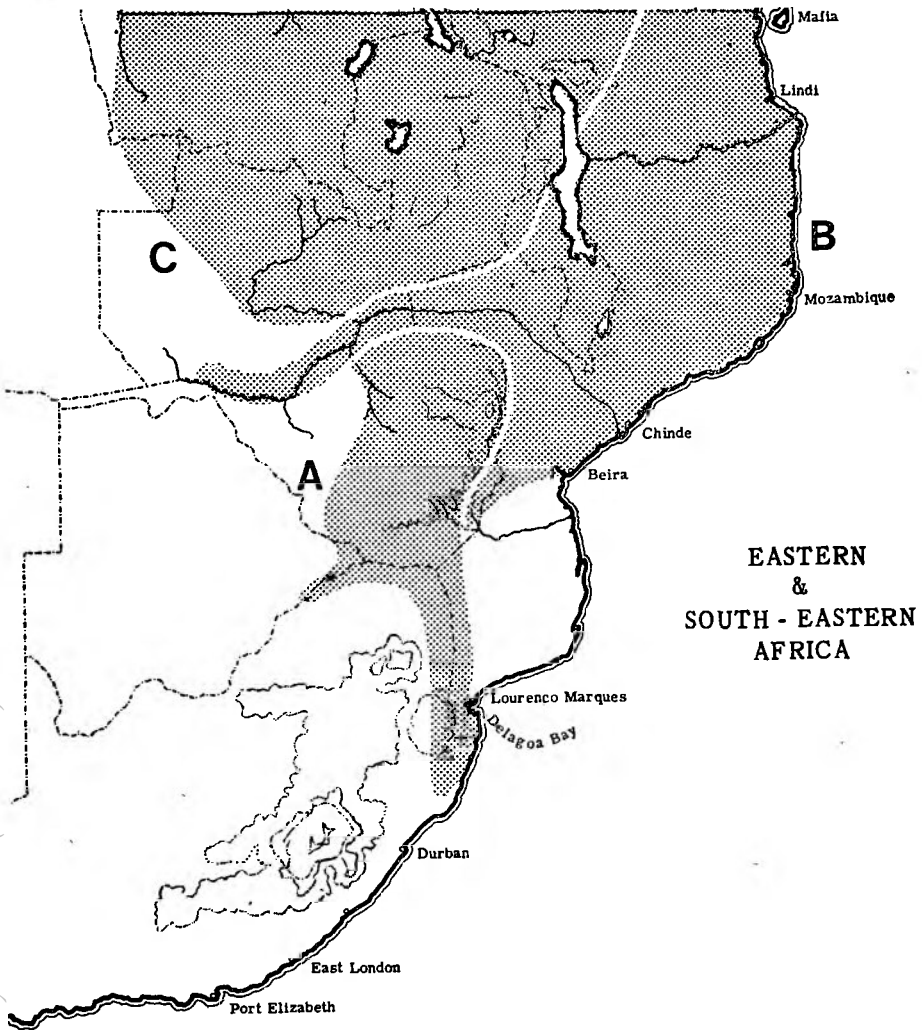 Mafia
Lindi
C
B
Mozambique
Chinde
A
Beira
EASTERN
&
SOUTH - EASTERN
AFRICA
Lourenco Marques
Delagoa Bay
Durban
East London
Port Elizabeth